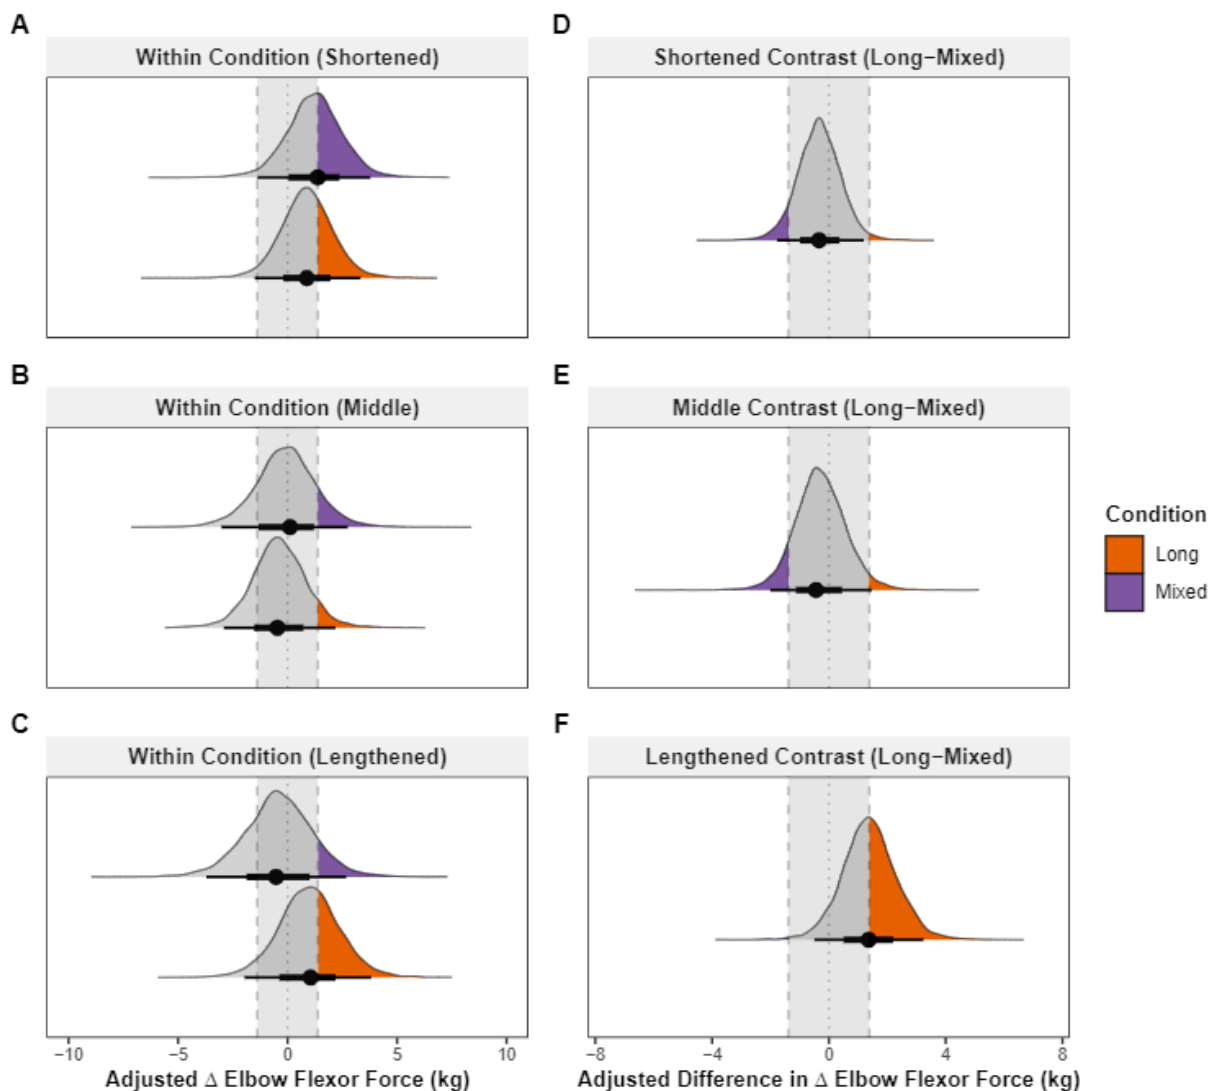 A
Within Condition (Shortened)
D
Shortened Contrast (Long−Mixed)
B
Within Condition (Middle)
E
Middle Contrast (Long−Mixed)
Condition
Long
Mixed
C
Within Condition (Lengthened)
F
Lengthened Contrast (Long−Mixed)
−10 −5 0 5 10
−8 −4 0 4 8
Adjusted Δ Elbow Flexor Force (kg)
Adjusted Difference in Δ Elbow Flexor Force (kg)